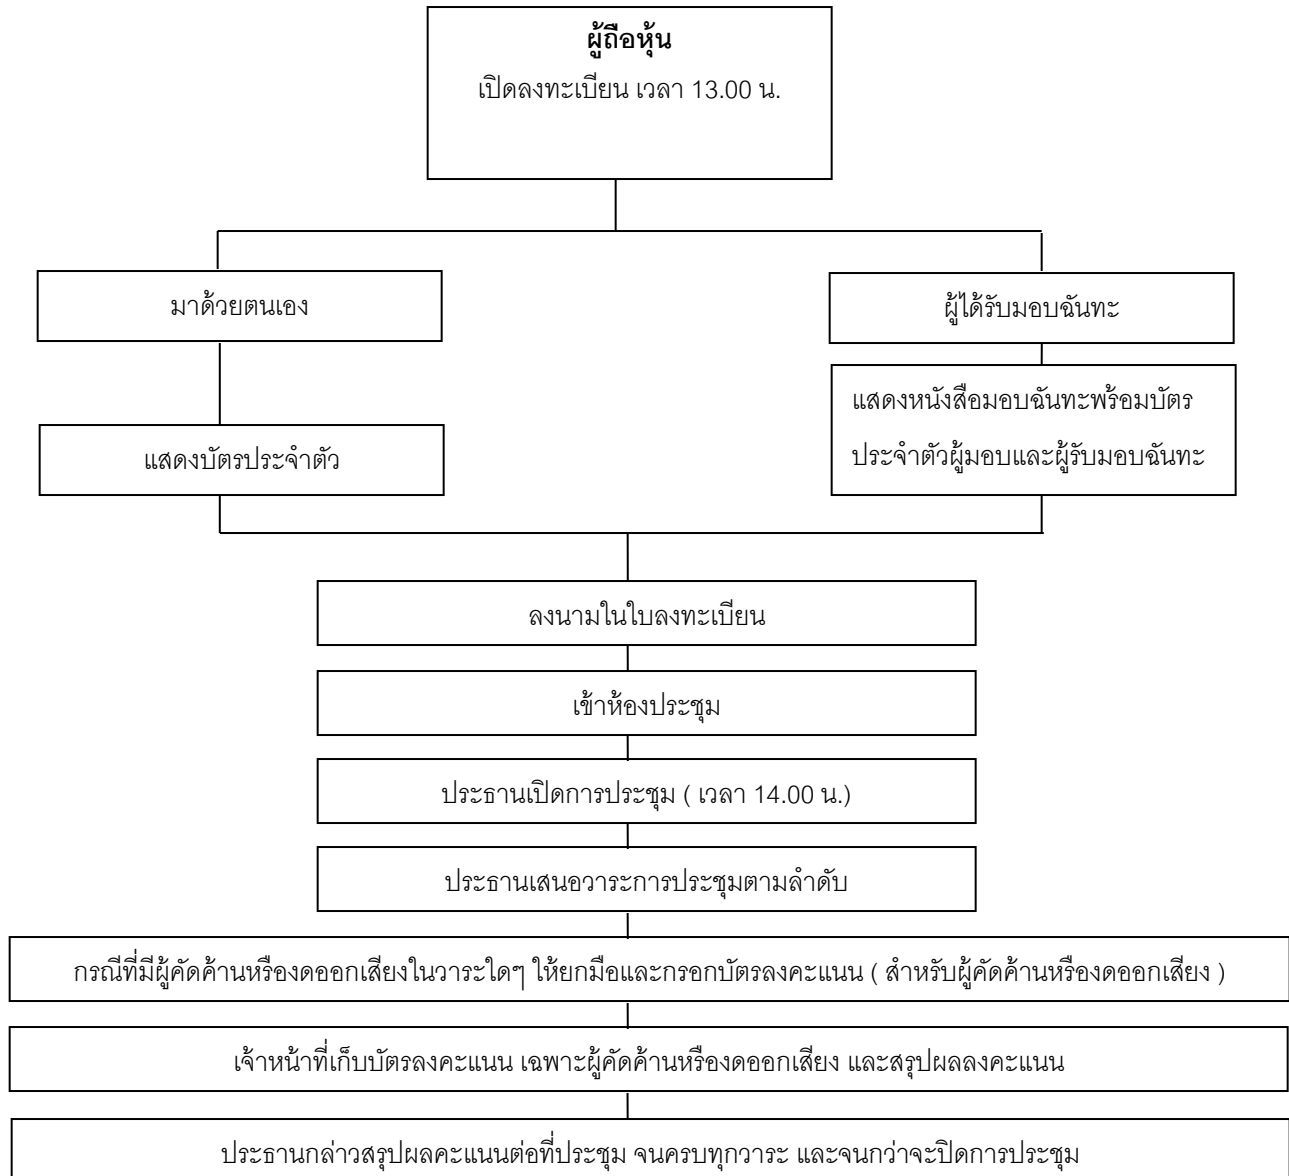 ผู้ถือหุ้น
เปิดลงทะเบียน เวลา 13.00 น.
มาด้วยตนเอง
ผู้ได้รับมอบฉันทะ
แสดงบัตรประจำตัว
แสดงหนังสือมอบฉันทะพร้อมบัตร
ประจำตัวผู้มอบและผู้รับมอบฉันทะ
ลงนามในใบลงทะเบียน
เข้าห้องประชุม
ประธานเปิดการประชุม ( เวลา 14.00 น.)
ประธานเสนอวาระการประชุมตามลำดับ
กรณีที่มีผู้คัดค้านหรืองดออกเสียงในวาระใดๆ ให้ยกมือและกรอกบัตรลงคะแนน ( สำหรับผู้คัดค้านหรืองดออกเสียง )
เจ้าหน้าที่เก็บบัตรลงคะแนน เฉพาะผู้คัดค้านหรืองดออกเสียง และสรุปผลลงคะแนน
ประธานกล่าวสรุปผลคะแนนต่อที่ประชุม จนครบทุกวาระ และจนกว่าจะปิดการประชุม